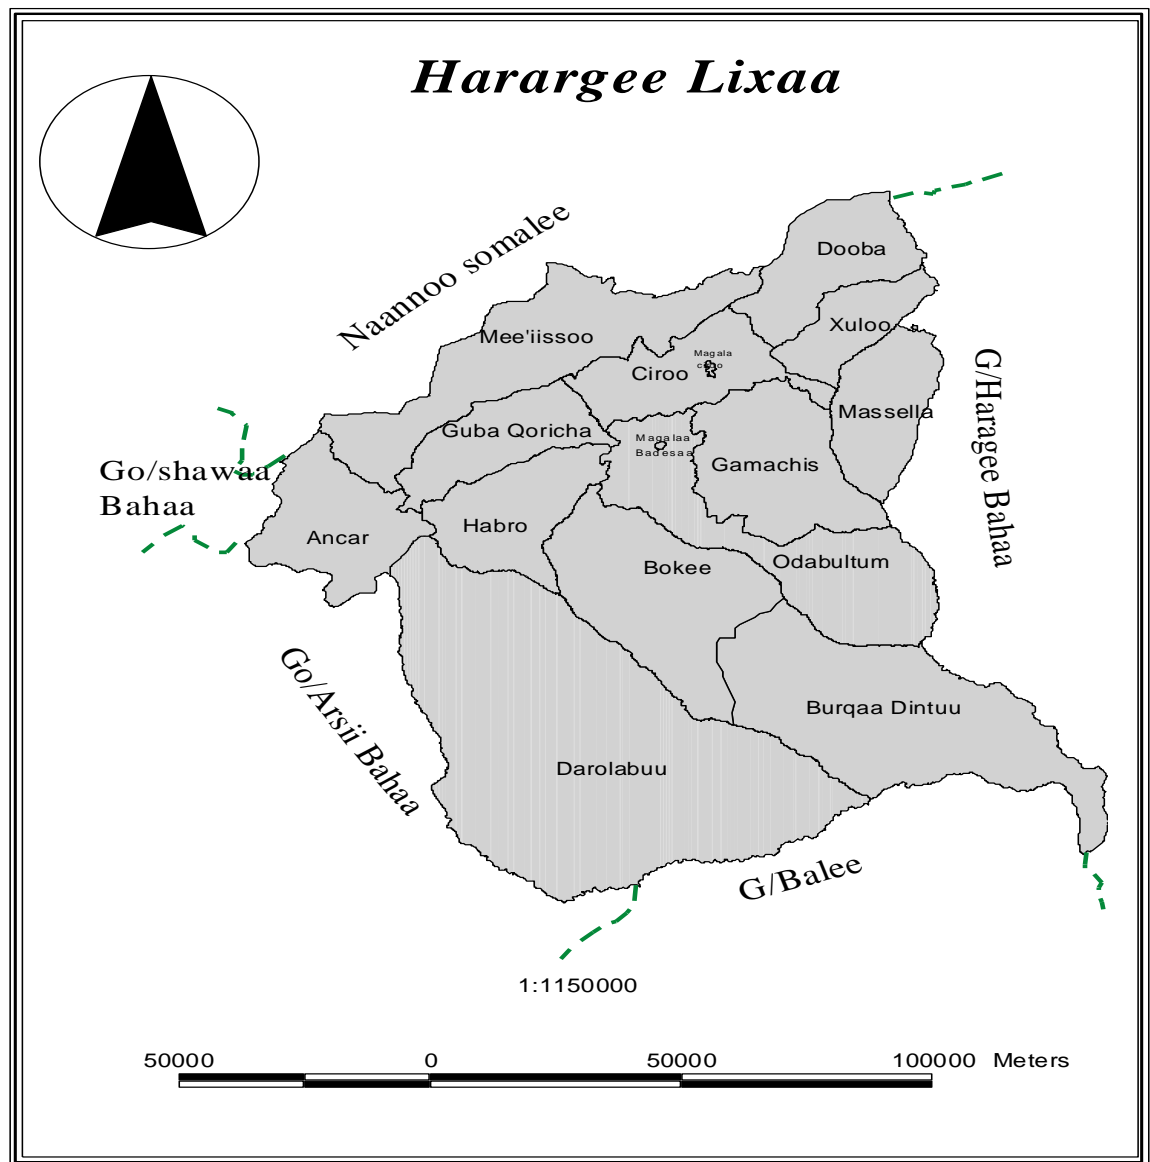 Harargee Lixaa
Naannoo somalee
Dooba
Xuloo
Mee'iissoo
Magala
Ciroo
G/Haragee Bahaa
Massella
Guba Qoricha
Magalaa
Badesaa
Gamachis
Go/shawaa
Bahaa
Habro
Ancar
Odabultum
Bokee
Go/Arsii Bahaa
Burqaa Dintuu
Darolabuu
G/Balee
1:1150000
50000 0 50000 100000 Meters